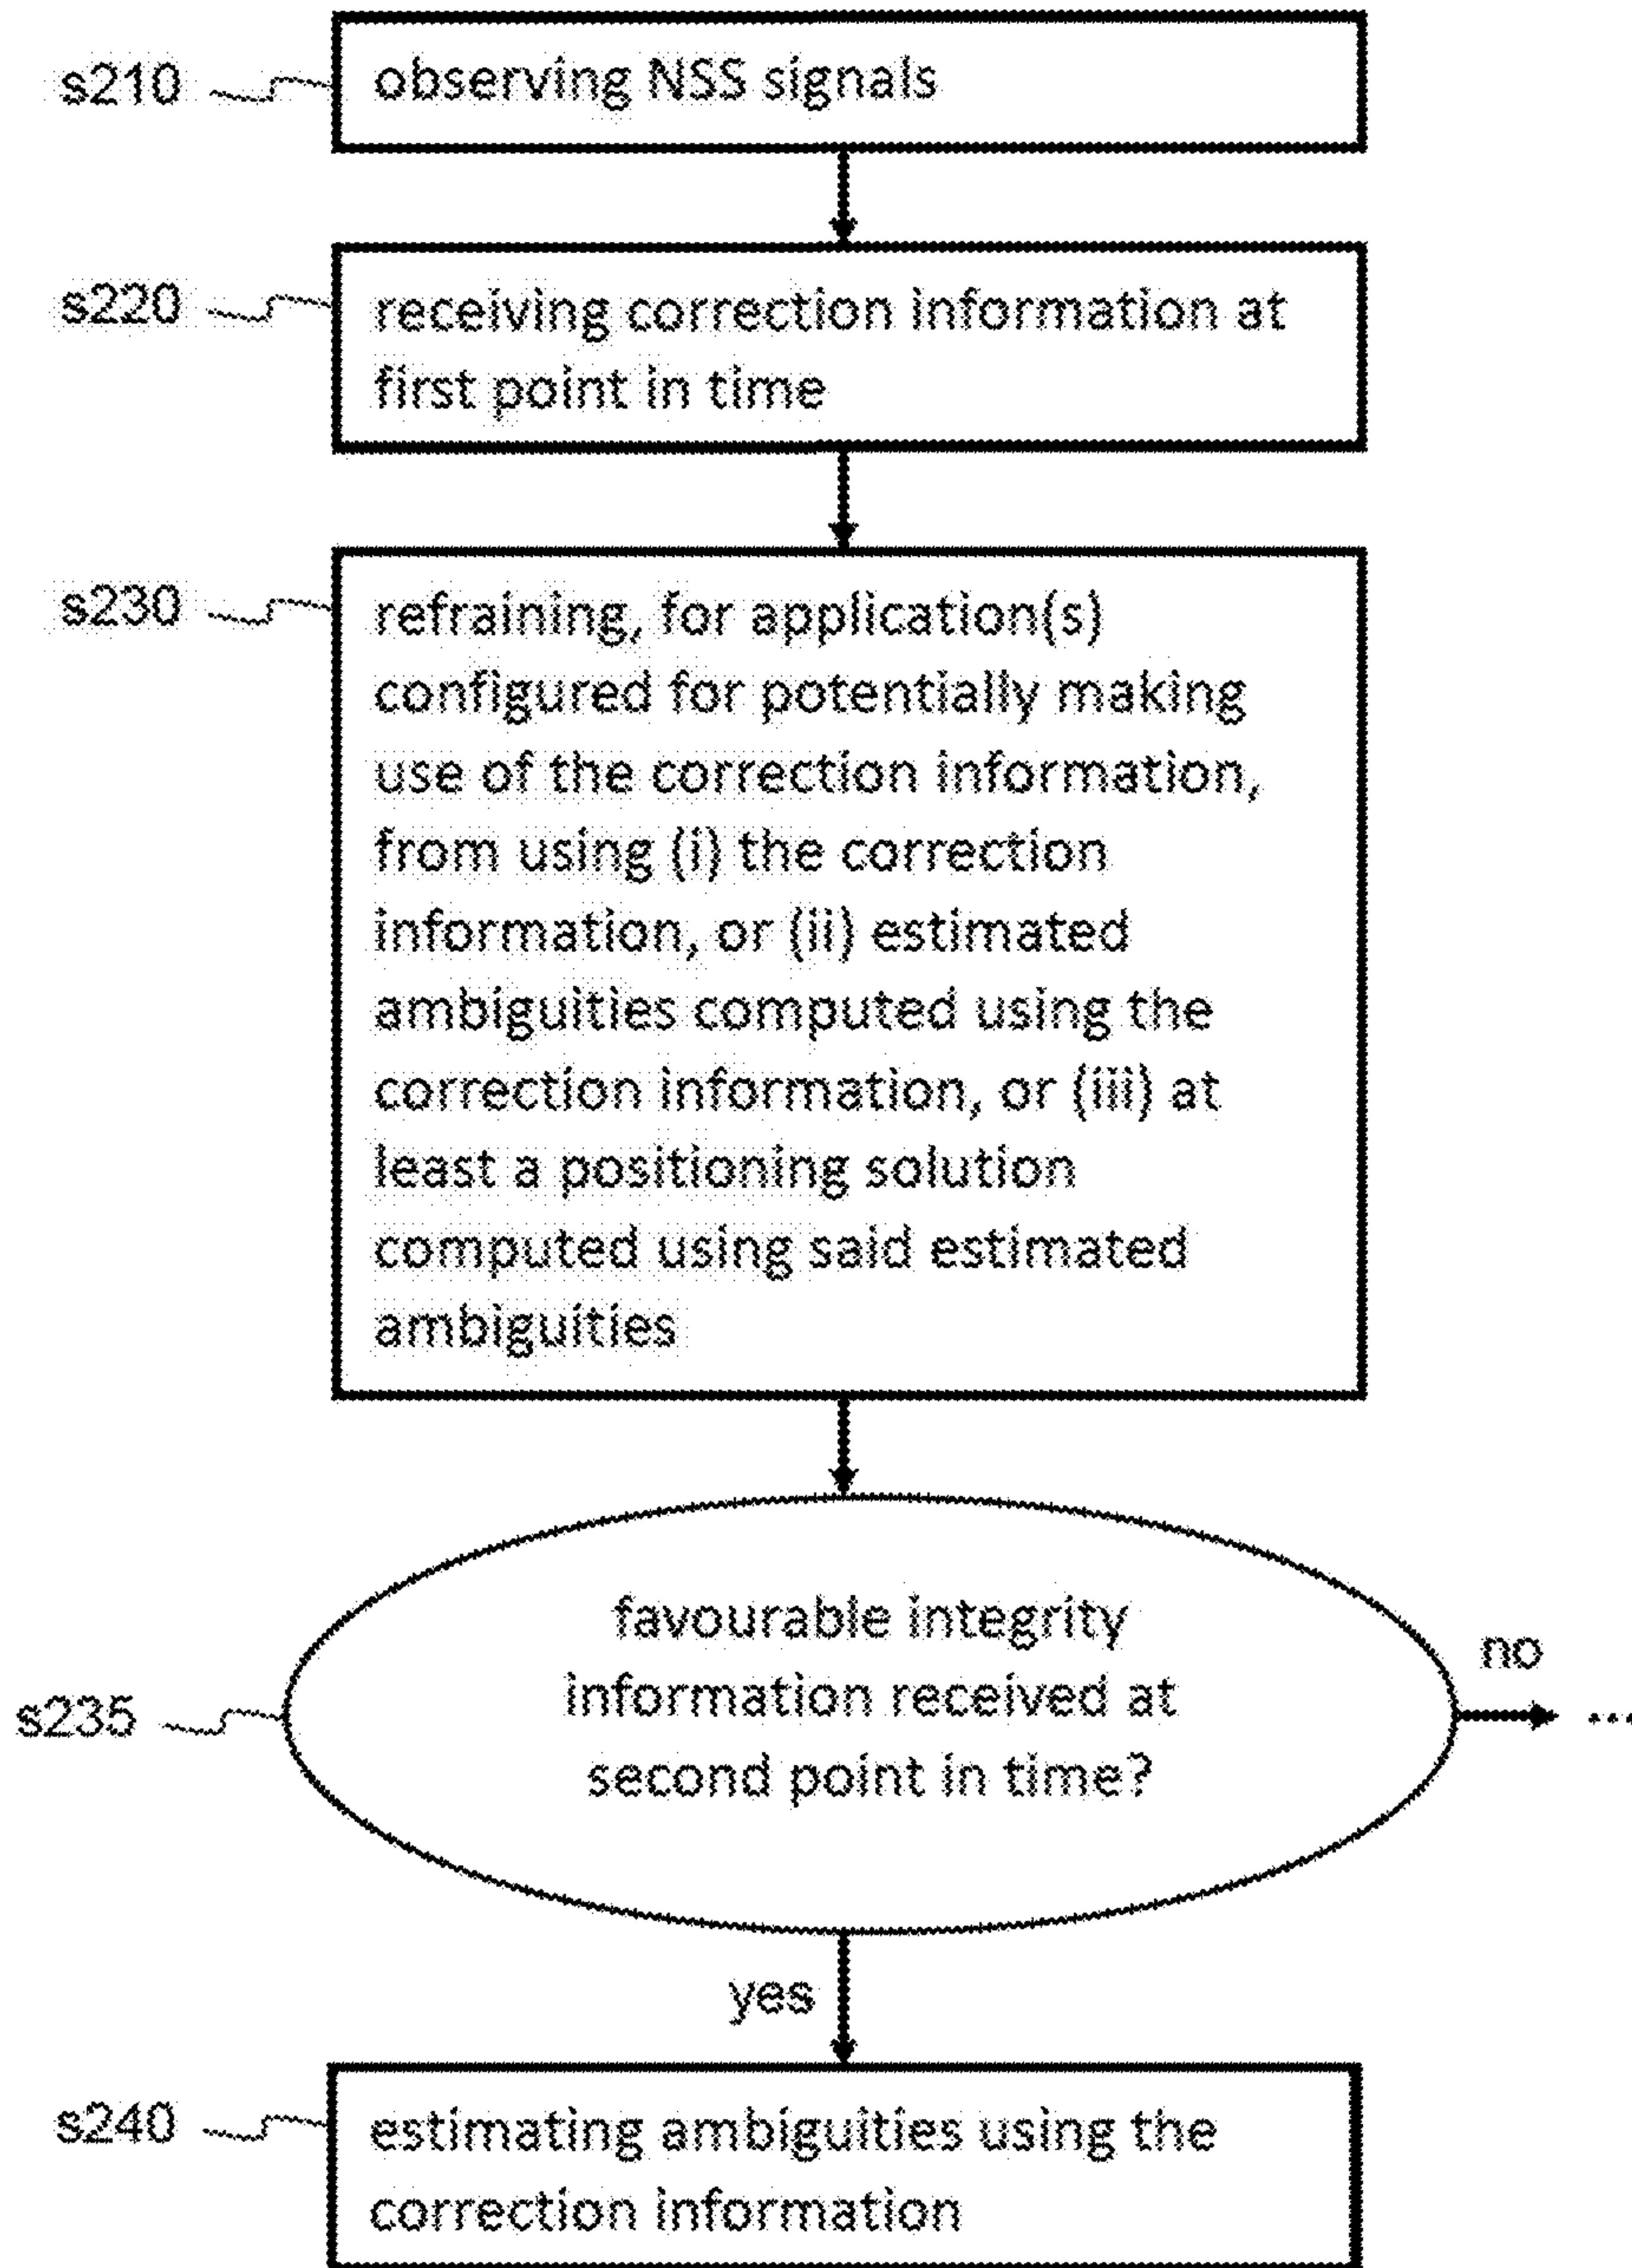 s210
observing NSS signals
s220
receiving correction information at
first point in time
s230
refraining, for application(s)
configured for potentially making
use of the correction information,
from using (i) the correction
information, or (ii) estimated
ambiguities computed using the
correction information, or (iii) at
least a positioning solution
computed using said estimated
ambiguities
s235
favourable integrity
information received at
second point in time?
no
...
yes
s240
estimating ambiguities using the
correction information